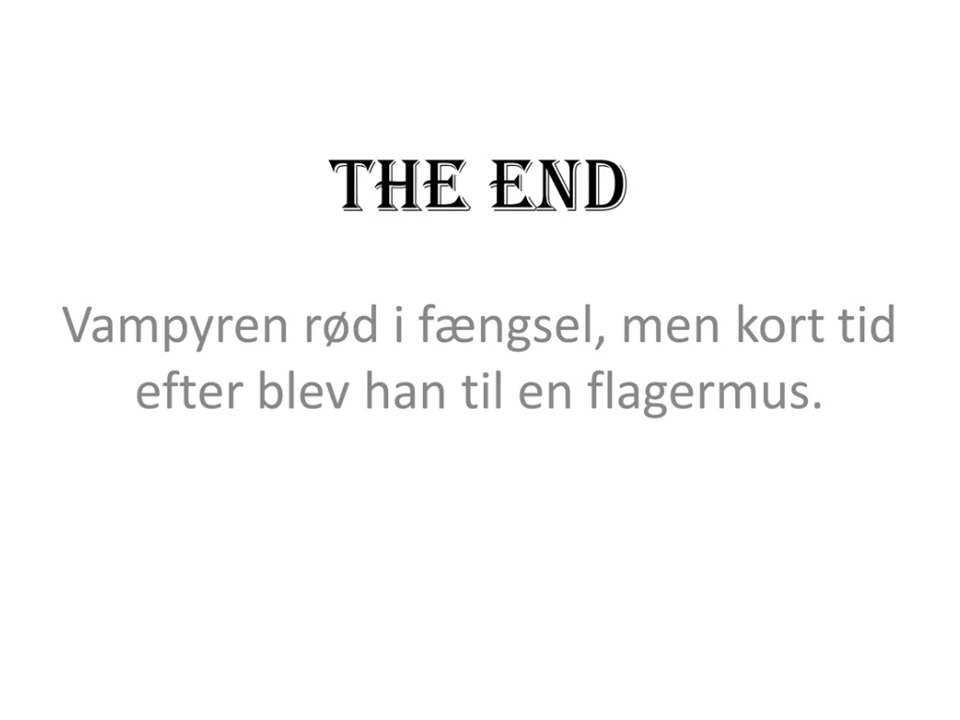 THE END
Vampyren rød i fængsel, men kort tid
efter blev han til en flagermus.